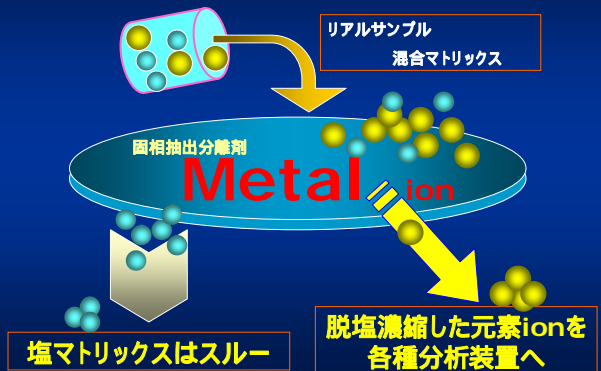 リアルサンプル
混合マトリックス
固相抽出分離剤
Metal ion
塩マトリックスはスルー
脱塩濃縮した元素ionを
各種分析装置へ